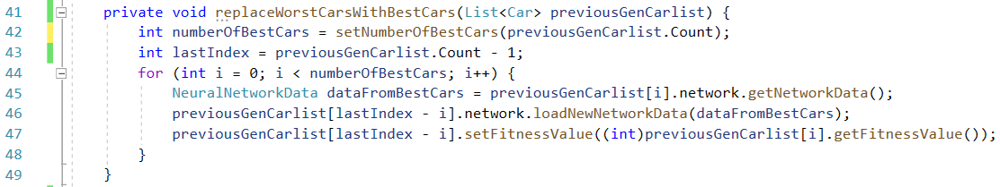 41 private void replaceWorstCarsWithBestCars(List<Car> previousGenCarlist) {
42 int numberOfBestCars = setNumberOfBestCars(previousGenCarlist.Count);
43 int lastIndex = previousGenCarlist.Count - 1;
44 for (int i = 0; i < numberOfBestCars; i++) {
45 NeuralNetworkData dataFromBestCars = previousGenCarlist[i].network.getNetworkData();
46 previousGenCarlist[lastIndex - i].network.loadNewNetworkData(dataFromBestCars);
47 previousGenCarlist[lastIndex - i].setFitnessValue((int)previousGenCarlist[i].getFitnessValue());
48 }
49 }